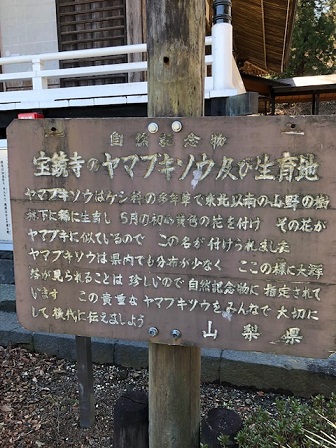 自然記念物
宝鏡寺のヤマブキソウ及び生育地
ヤマブキソウはケシ科の多年草で東北以南の山野の樹
林下に稀に生育し 5月の初め黄色の花を付け その花が
ヤマブキに似ているので この名が付けられました
ヤマブキソウは県内でも分布が少なく ここの様に大群
落が見られることは珍しいので自然記念物に指定されて
います この貴重なヤマブキソウをみんなで大切に
して後代に伝えましよう 山梨県